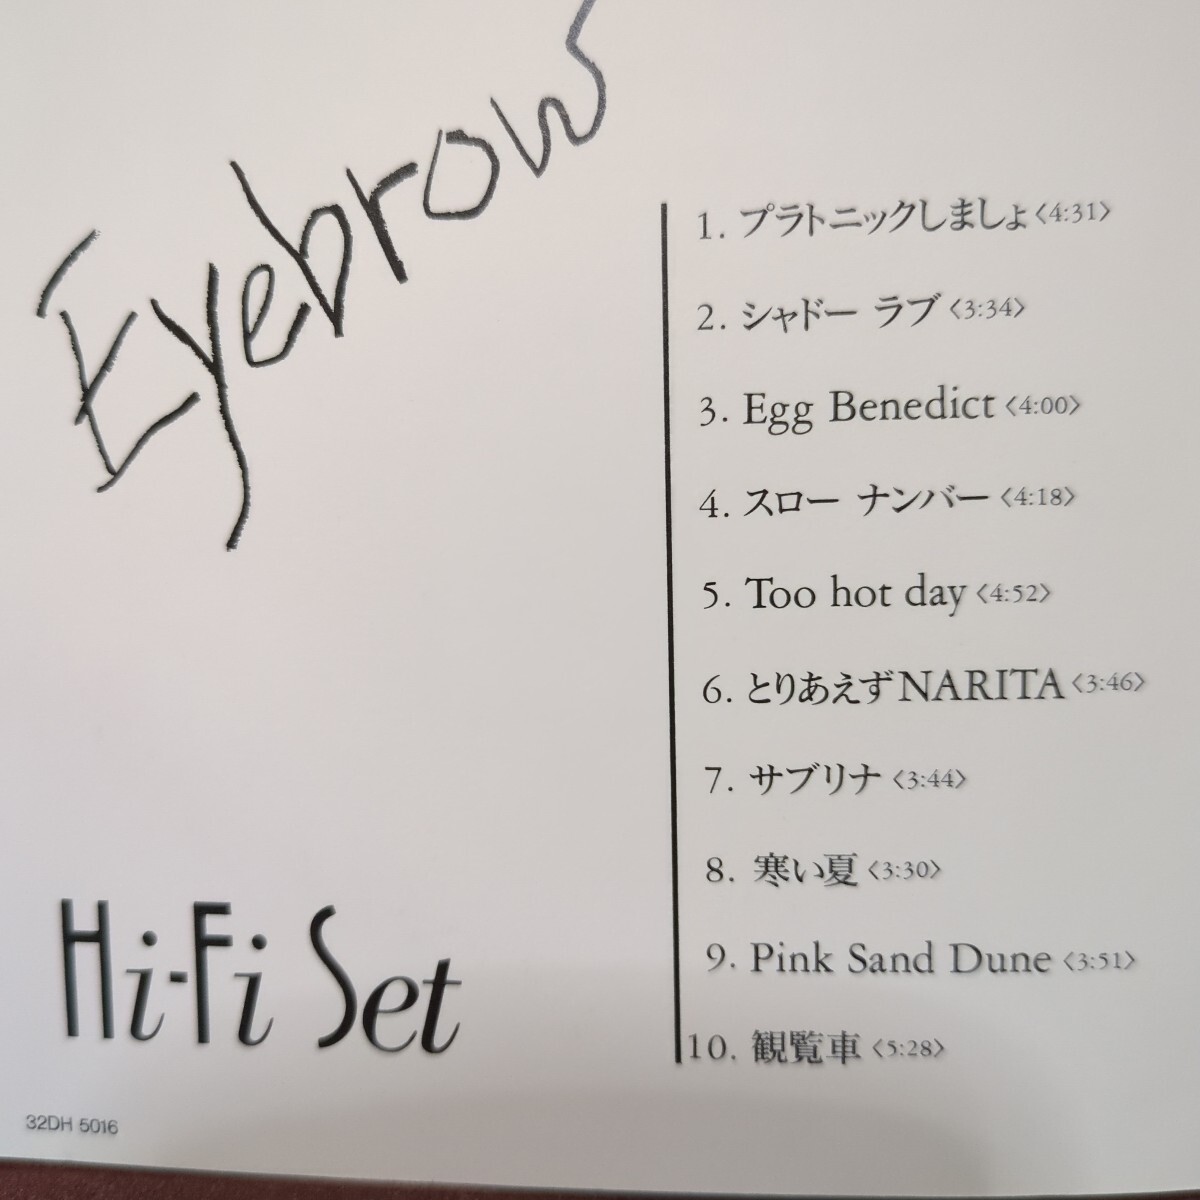 Eyebrow
1. プラトニックしましょ〈4:31〉
2. シャドー ラブ〈3:34〉
3. Egg Benedict〈4:00〉
4. スロー ナンバー〈4:18〉
5. Too hot day〈4:52〉
6. とりあえずNARITA〈3:46〉
7. サブリナ〈3:44〉
8. 寒い夏〈3:30〉
9. Pink Sand Dune〈3:51〉
10. 観覧車〈5:28〉
Hi-Fi Set
32DH 5016